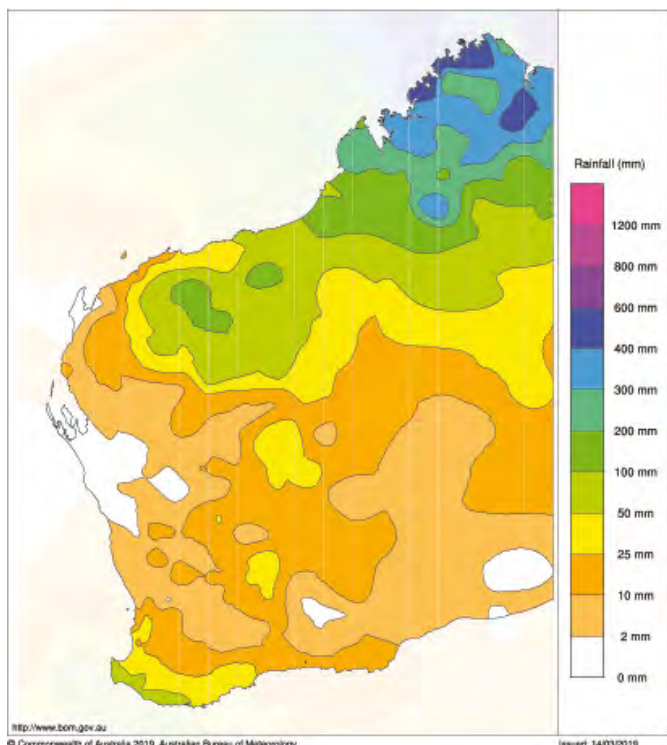 Rainfall (mm)
1200 mm
800 mm
600 mm
400 mm
300 mm
200 mm
100 mm
50 mm
25 mm
10 mm
2 mm
0 mm
http://www.bom.gov.au
© Commonwealth of Australia 2019, Australian Bureau of Meteorology
Issued: 14/03/2019